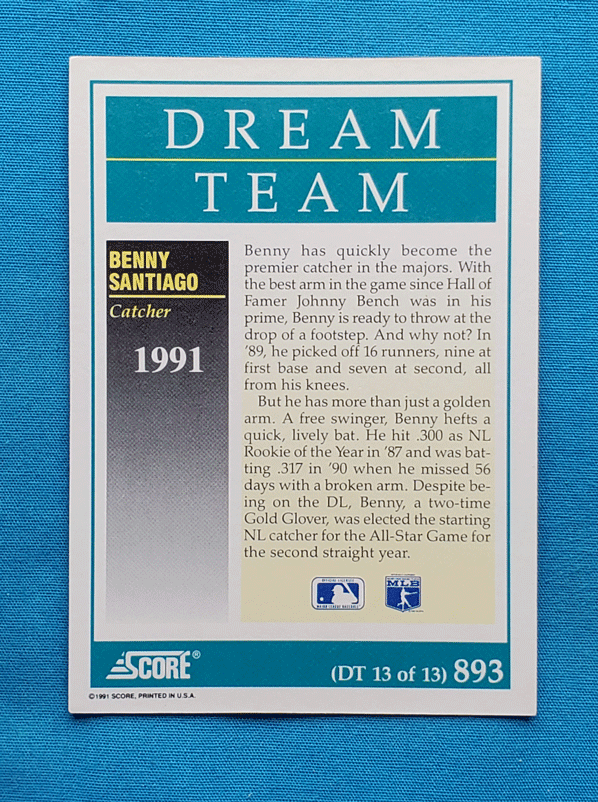 DREAM
TEAM
BENNY
SANTIAGO
Catcher
1991
Benny has quickly become the
premier catcher in the majors. With
the best arm in the game since Hall of
Famer Johnny Bench was in his
prime, Benny is ready to throw at the
drop of a footstep. And why not? In
’89, he picked off 16 runners, nine at
first base and seven at second, all
from his knees.
But he has more than just a golden
arm. A free swinger, Benny hefts a
quick, lively bat. He hit .300 as NL
Rookie of the Year in ’87 and was bat-
ting .317 in ’90 when he missed 56
days with a broken arm. Despite be-
ing on the DL, Benny, a two-time
Gold Glover, was elected the starting
NL catcher for the All-Star Game for
the second straight year.
OFFICIAL LICENSEE
MAJOR LEAGUE BASEBALL
MLB
SCORE®
(DT 13 of 13) 893
©1991 SCORE, PRINTED IN U.S.A.